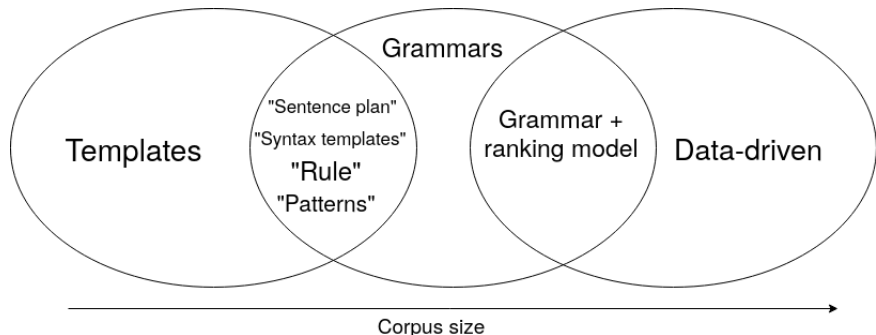 Grammars
"Sentence plan"
"Syntax templates"
"Rule"
"Patterns"
Templates
Grammar +
ranking model
Data-driven
Corpus size